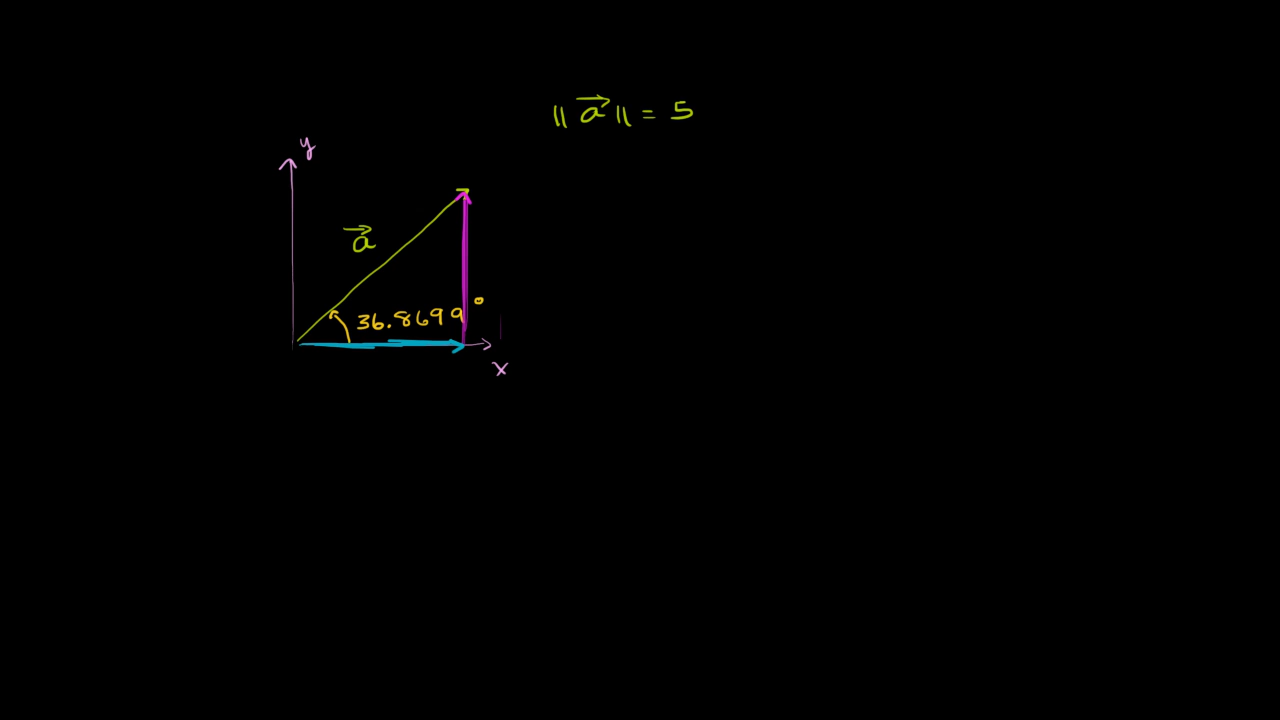 ‖a⃗‖ = 5
y
a⃗
36.8699°
x